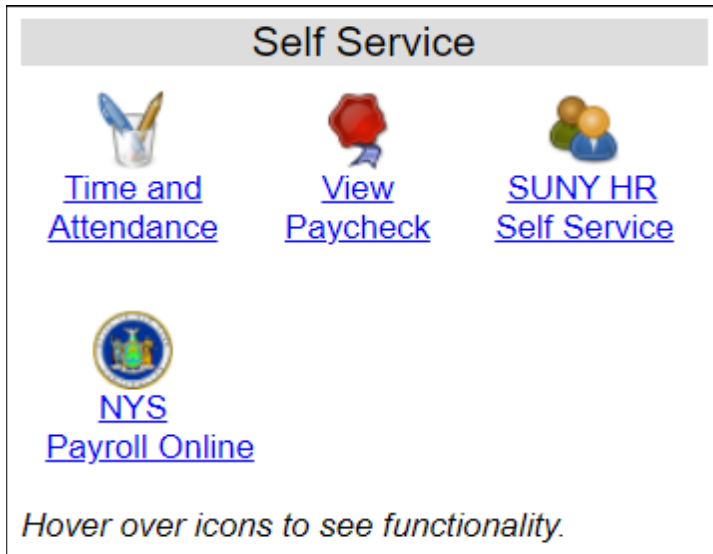 Self Service
Time and
Attendance
View
Paycheck
SUNY HR
Self Service
NYS
Payroll Online
Hover over icons to see functionality.